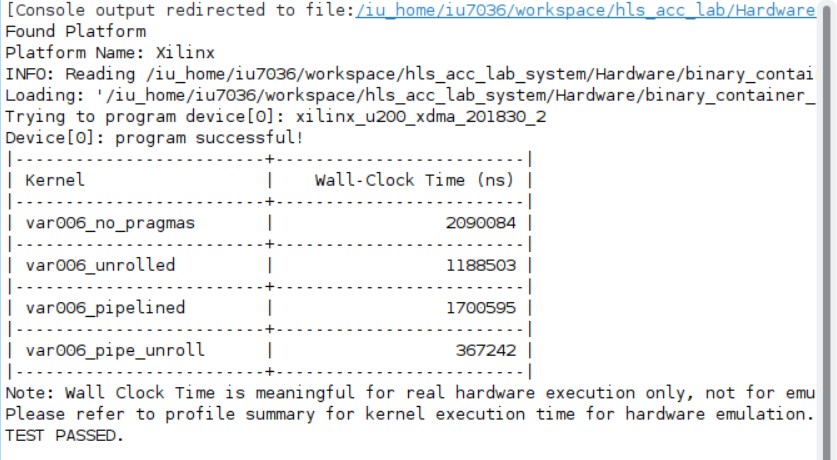 [Console output redirected to file:/iu_home/iu7036/workspace/hls_acc_lab/Hardware
Found Platform
Platform Name: Xilinx
INFO: Reading /iu_home/iu7036/workspace/hls_acc_lab_system/Hardware/binary_contai
Loading: '/iu_home/iu7036/workspace/hls_acc_lab_system/Hardware/binary_container_
Trying to program device[0]: xilinx_u200_xdma_201830_2
Device[0]: program successful!
|-------------------------+-------------------------|
| Kernel                  |    Wall-Clock Time (ns) |
|-------------------------+-------------------------|
| var006_no_pragmas       |                 2090084 |
|-------------------------+-------------------------|
| var006_unrolled         |                 1188503 |
|-------------------------+-------------------------|
| var006_pipelined        |                 1700595 |
|-------------------------+-------------------------|
| var006_pipe_unroll      |                  367242 |
|-------------------------+-------------------------|
Note: Wall Clock Time is meaningful for real hardware execution only, not for emu
Please refer to profile summary for kernel execution time for hardware emulation.
TEST PASSED.